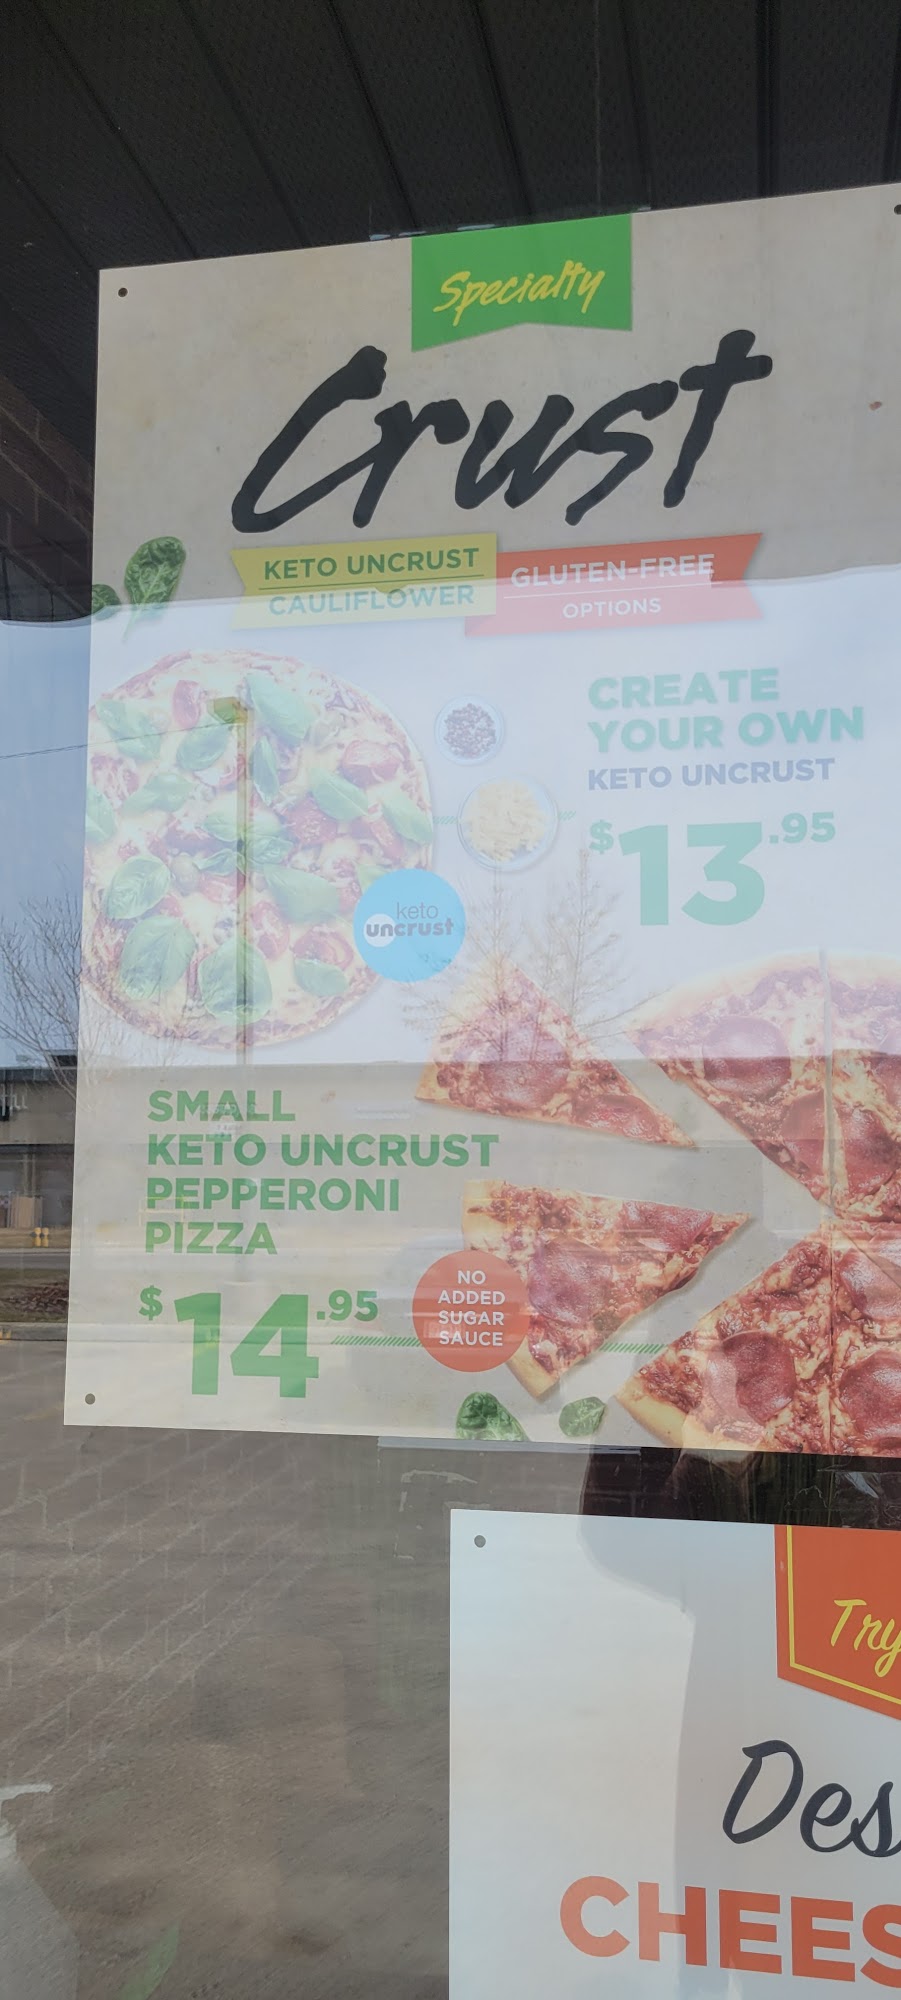 Specialty
Crust
KETO UNCRUST
CAULIFLOWER
GLUTEN-FREE
OPTIONS
CREATE
YOUR OWN
KETO UNCRUST
$13.95
keto
uncrust
SMALL
KETO UNCRUST
PEPPERONI
PIZZA
$14.95
NO
ADDED
SUGAR
SAUCE
Try
Des
CHEES